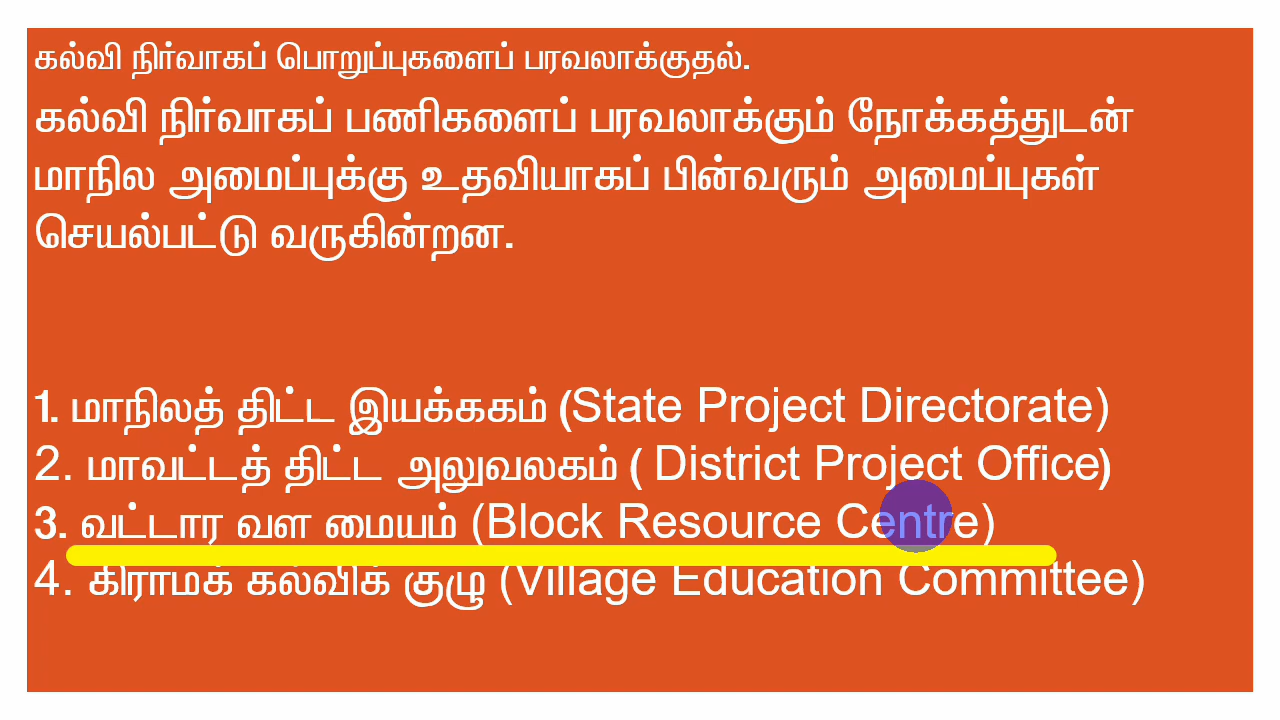 கல்வி நிர்வாகப் பொறுப்புகளைப் பரவலாக்குதல்.
கல்வி நிர்வாகப் பணிகளைப் பரவலாக்கும் நோக்கத்துடன்
மாநில அமைப்புக்கு உதவியாகப் பின்வரும் அமைப்புகள்
செயல்பட்டு வருகின்றன.
1. மாநிலத் திட்ட இயக்ககம் (State Project Directorate)
2. மாவட்டத் திட்ட அலுவலகம் ( District Project Office)
3. வட்டார வள மையம் (Block Resource Centre)
4. கிராமக் கல்விக் குழு (Village Education Committee)